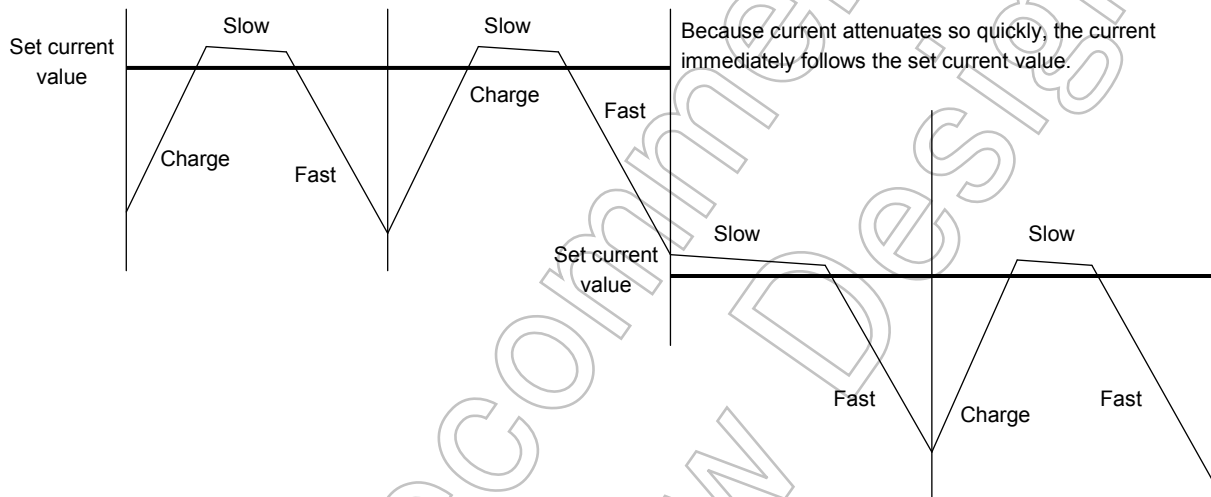 Slow
Slow
Because current attenuates so quickly, the current
immediately follows the set current value.
Set current
value
Charge
Fast
Charge
Fast
Slow
Slow
Set current
value
Fast
Charge
Fast